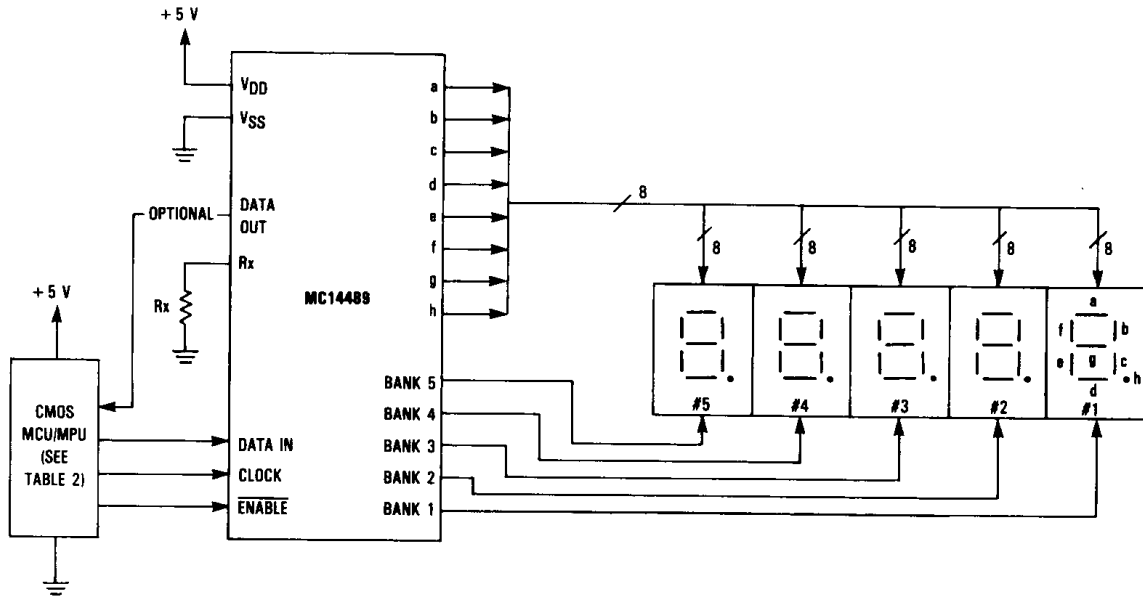 + 5 V
VDD
VSS
OPTIONAL
DATA
OUT
Rx
Rx
+ 5 V
CMOS
MCU/MPU
(SEE
TABLE 2)
DATA IN
CLOCK
ENABLE
MC14489
a
b
c
d
e
f
g
h
BANK 5
BANK 4
BANK 3
BANK 2
BANK 1
8
8
8
8
8
8
#5
#4
#3
#2
a
f
b
g
e
c
h
d
#1